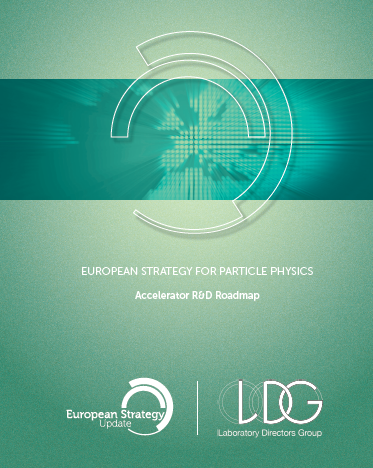 EUROPEAN STRATEGY FOR PARTICLE PHYSICS
Accelerator R&D Roadmap
European Strategy
Update
LDG
Laboratory Directors Group